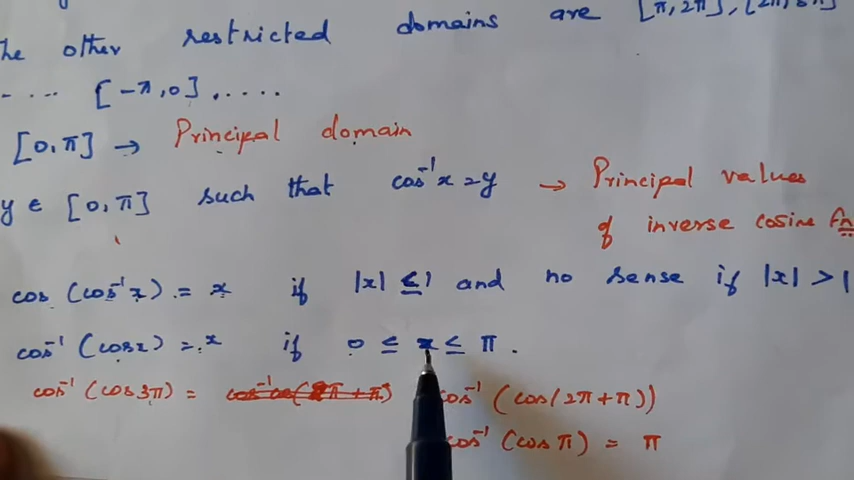 The other restricted domains are [π, 2π], [2π, 3π]
- .... [-π, 0], ....
[0, π] → Principal domain
y ∈ [0, π] such that cos⁻¹x = y → Principal values
of inverse cosine fn
cos (cos⁻¹x) = x if |x| ≤ 1 and no sense if |x| > 1
cos⁻¹ (cosx) = x if 0 ≤ x ≤ π .
cos⁻¹ (cos 3π) = cos⁻¹ (cos(2π+π))
cos⁻¹ (cos π) = π